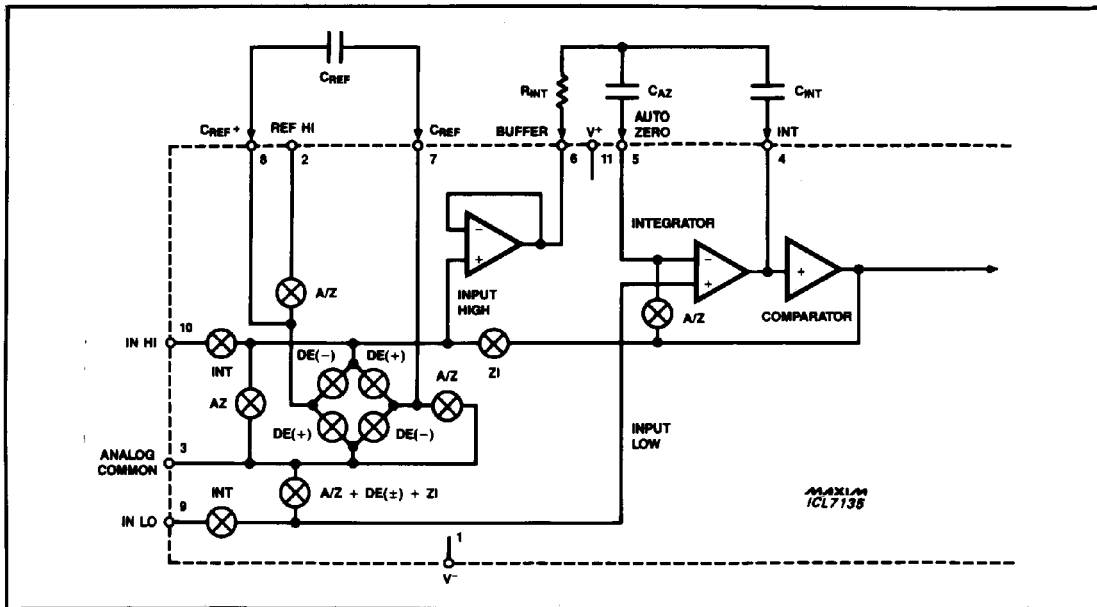 CREF
RINT
CAZ
CINT
CREF+
REF HI
CREF
BUFFER
V+
AUTO
ZERO
INT
8
2
7
6
11
5
4
INTEGRATOR
−
+
−
+
+
A/Z
INPUT
HIGH
A/Z
COMPARATOR
10
IN HI
INT
DE(−)
DE(+)
A/Z
ZI
AZ
DE(+)
DE(−)
INPUT
LOW
3
ANALOG
COMMON
INT
A/Z + DE(±) + ZI
9
IN LO
MAXIM
ICL7135
1
V−